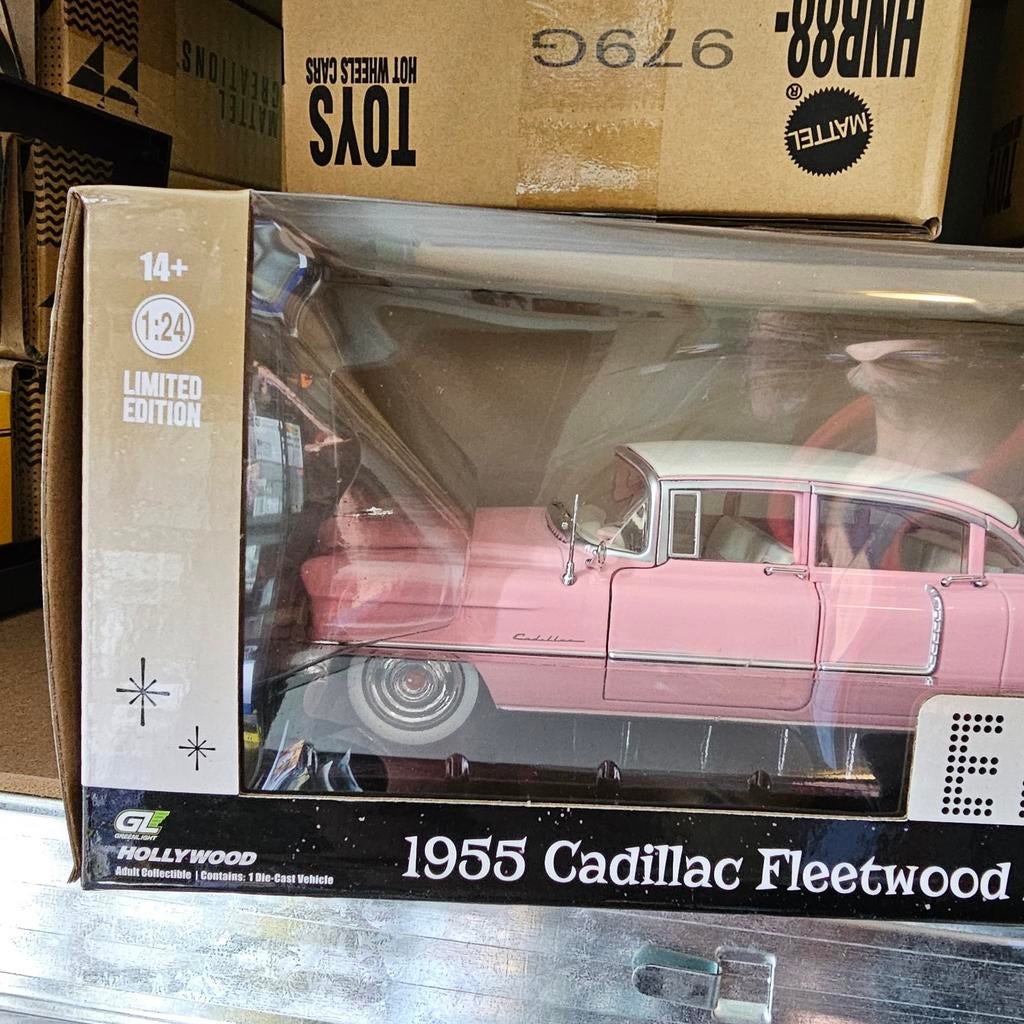 MATTEL
CREATIONS
TOYS
HOT WHEELS CARS
979G
HNB88-
MATTEL
®
14+
1:24
LIMITED
EDITION
Cadillac
E
GL
GREENLIGHT
HOLLYWOOD
Adult Collectible | Contains: 1 Die-Cast Vehicle
1955 Cadillac Fleetwood